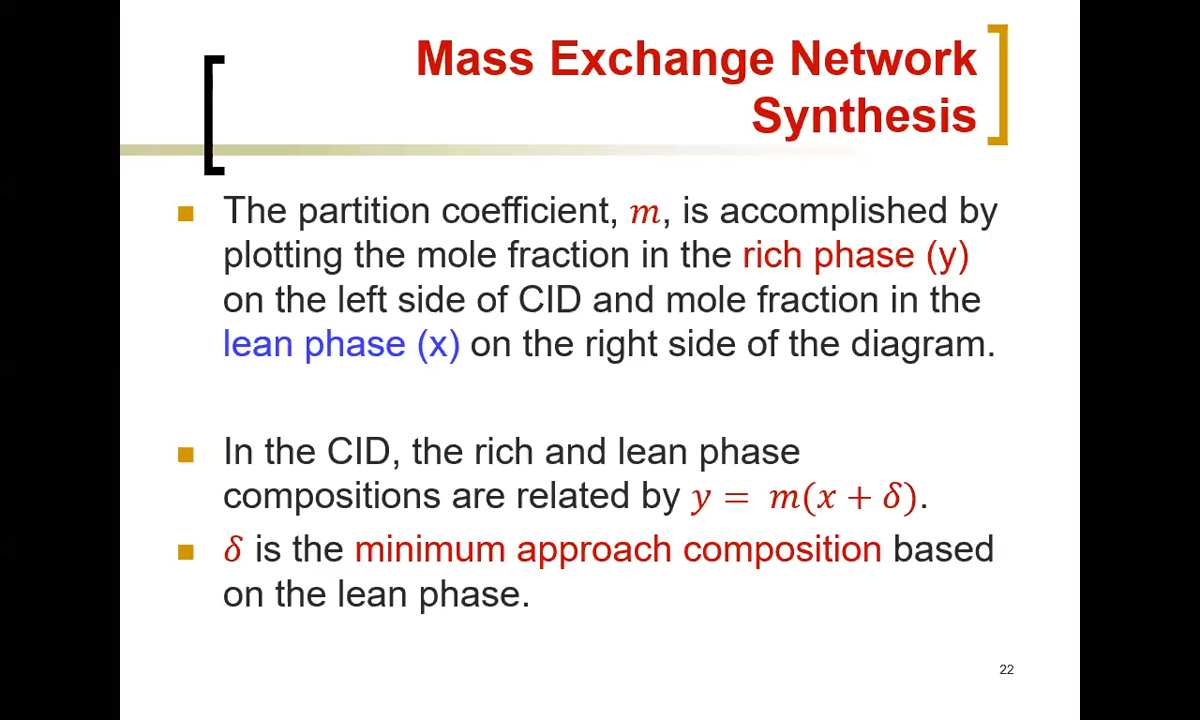 Mass Exchange Network
Synthesis
The partition coefficient, m, is accomplished by
plotting the mole fraction in the rich phase (y)
on the left side of CID and mole fraction in the
lean phase (x) on the right side of the diagram.
In the CID, the rich and lean phase
compositions are related by y = m(x + δ).
δ is the minimum approach composition based
on the lean phase.
22